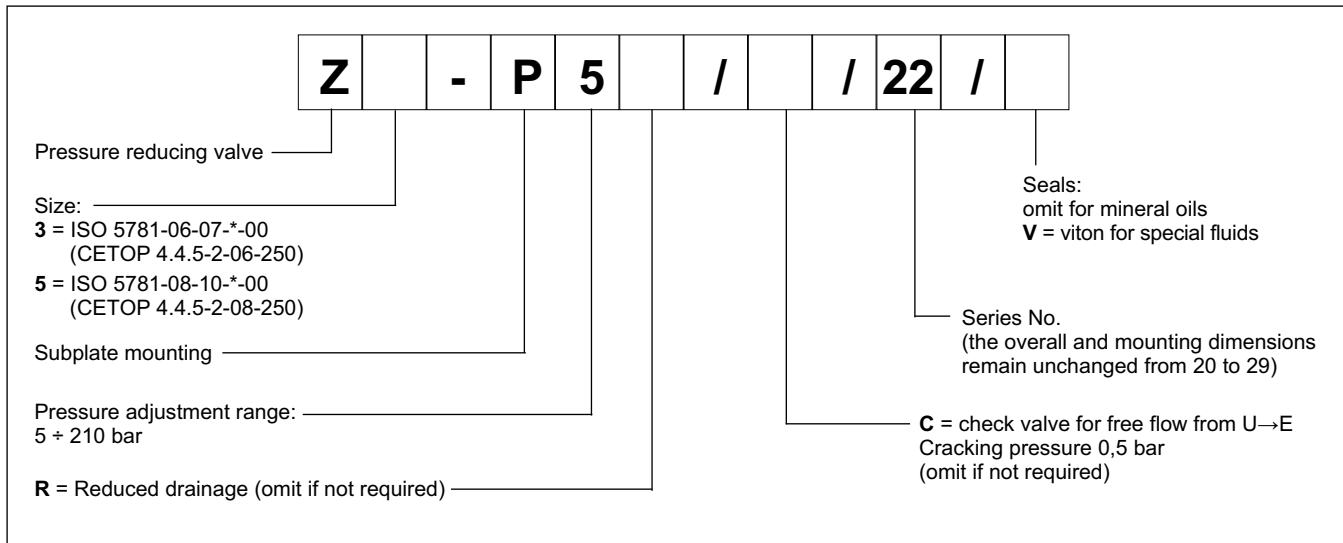 Z - P 5 / / 22 /
Pressure reducing valve
Size:
3 = ISO 5781-06-07-*-00
(CETOP 4.4.5-2-06-250)
5 = ISO 5781-08-10-*-00
(CETOP 4.4.5-2-08-250)
Subplate mounting
Pressure adjustment range:
5 ÷ 210 bar
R = Reduced drainage (omit if not required)
Seals:
omit for mineral oils
V = viton for special fluids
Series No.
(the overall and mounting dimensions
remain unchanged from 20 to 29)
C = check valve for free flow from U→E
Cracking pressure 0,5 bar
(omit if not required)